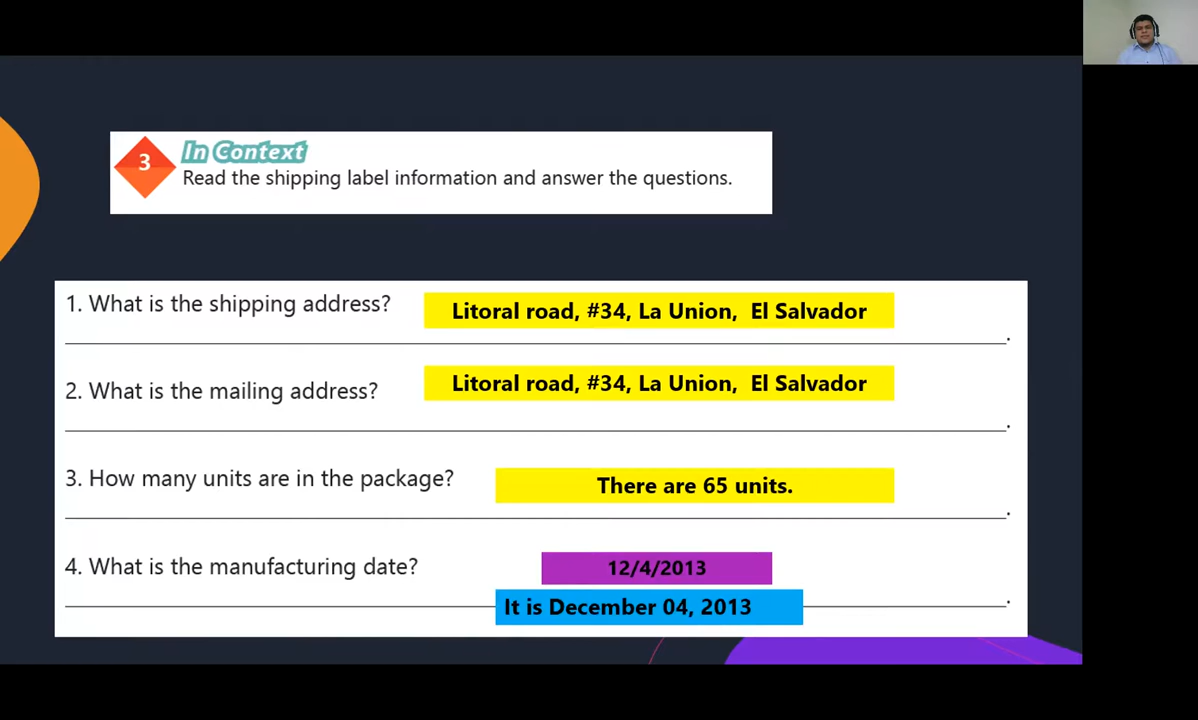 3
In Context
Read the shipping label information and answer the questions.
1. What is the shipping address?
Litoral road, #34, La Union, El Salvador
.
2. What is the mailing address?
Litoral road, #34, La Union, El Salvador
.
3. How many units are in the package?
There are 65 units.
.
4. What is the manufacturing date?
12/4/2013
It is December 04, 2013
.